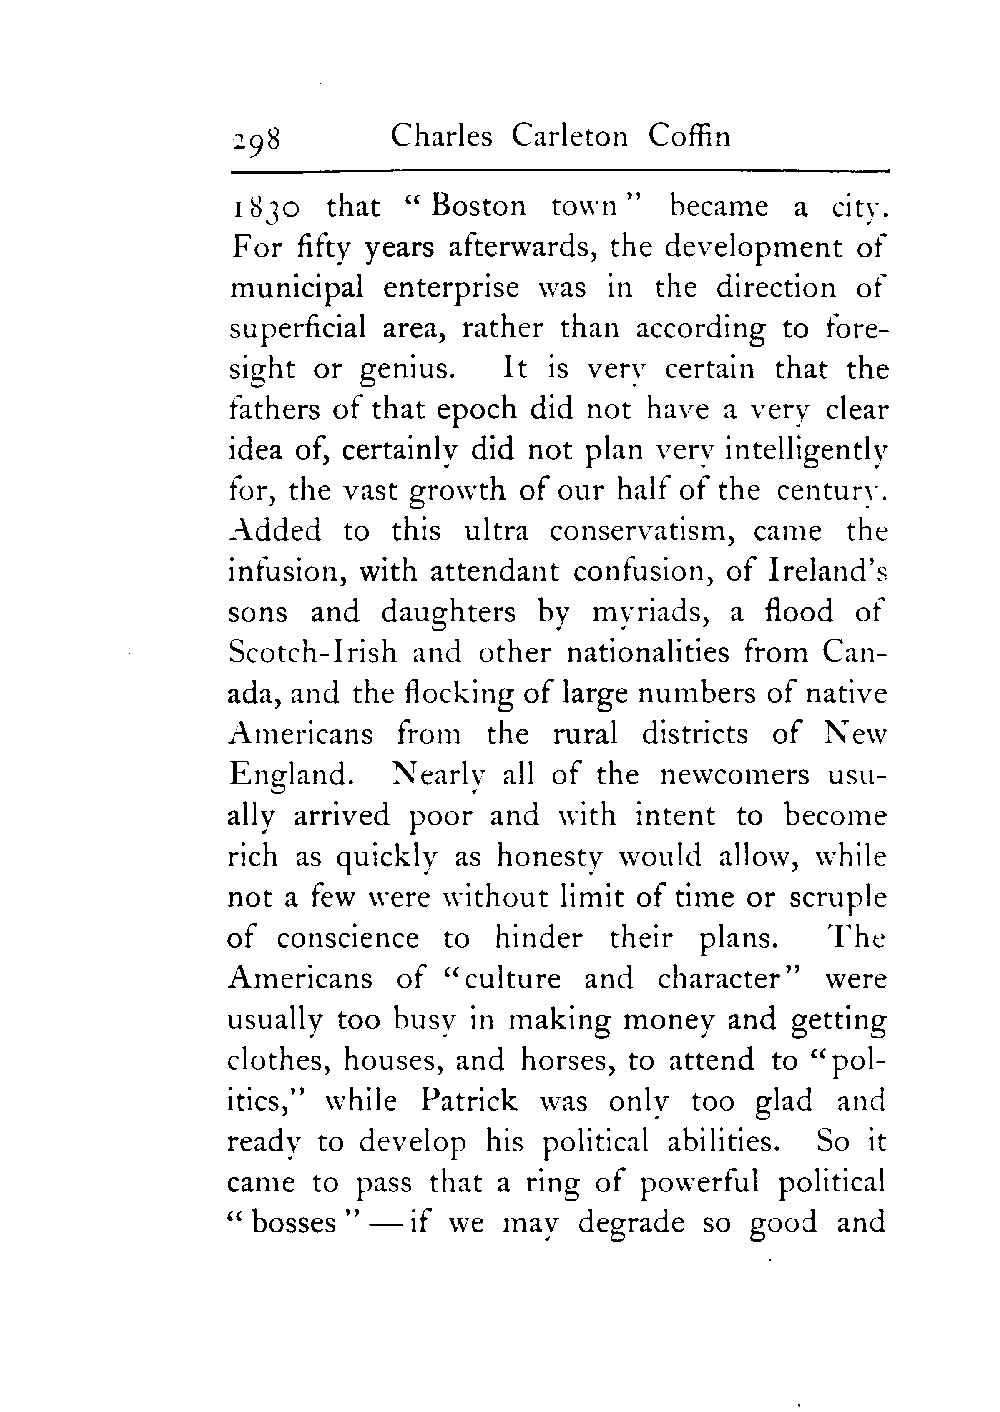 298 Charles Carleton Coffin
1830 that “ Boston town ” became a city.
For fifty years afterwards, the development of
municipal enterprise was in the direction of
superficial area, rather than according to fore-
sight or genius. It is very certain that the
fathers of that epoch did not have a very clear
idea of, certainly did not plan very intelligently
for, the vast growth of our half of the century.
Added to this ultra conservatism, came the
infusion, with attendant confusion, of Ireland’s
sons and daughters by myriads, a flood of
Scotch-Irish and other nationalities from Can-
ada, and the flocking of large numbers of native
Americans from the rural districts of New
England. Nearly all of the newcomers usu-
ally arrived poor and with intent to become
rich as quickly as honesty would allow, while
not a few were without limit of time or scruple
of conscience to hinder their plans. The
Americans of “culture and character” were
usually too busy in making money and getting
clothes, houses, and horses, to attend to “pol-
itics,” while Patrick was only too glad and
ready to develop his political abilities. So it
came to pass that a ring of powerful political
“ bosses ” — if we may degrade so good and